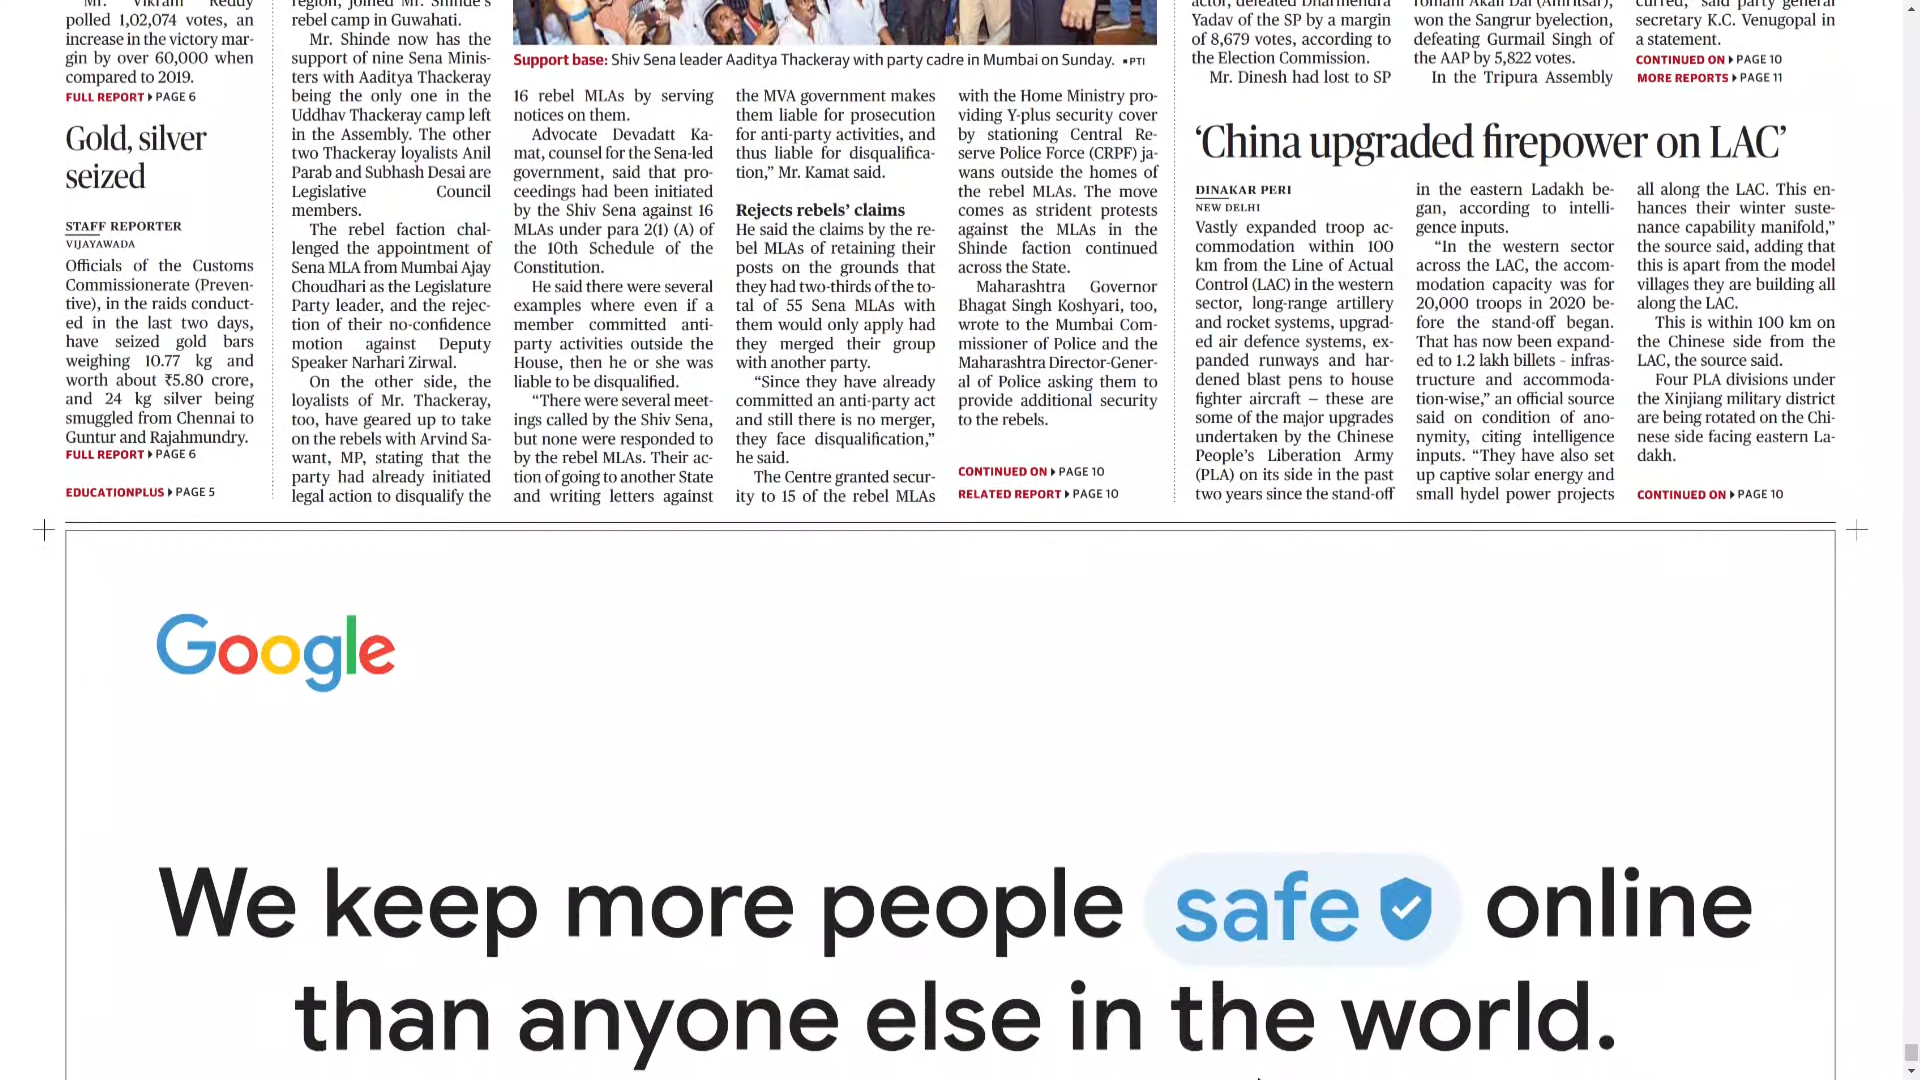 Mr. Vikram Reddy
polled 1,02,074 votes, an
increase in the victory mar-
gin by over 60,000 when
compared to 2019.
FULL REPORT PAGE 6
Gold, silver
seized
STAFF REPORTER
VIJAYAWADA
Officials of the Customs
Commissionerate (Preven-
tive), in the raids conduct-
ed in the last two days,
have seized gold bars
weighing 10.77 kg and
worth about ₹5.80 crore,
and 24 kg silver being
smuggled from Chennai to
Guntur and Rajahmundry.
FULL REPORT PAGE 6
EDUCATIONPLUS PAGE 5
region, joined Mr. Shinde's
rebel camp in Guwahati.
Mr. Shinde now has the
support of nine Sena Minis-
ters with Aaditya Thackeray
being the only one in the
Uddhav Thackeray camp left
in the Assembly. The other
two Thackeray loyalists Anil
Parab and Subhash Desai are
Legislative Council
members.
The rebel faction chal-
lenged the appointment of
Sena MLA from Mumbai Ajay
Choudhari as the Legislature
Party leader, and the rejec-
tion of their no-confidence
motion against Deputy
Speaker Narhari Zirwal.
On the other side, the
loyalists of Mr. Thackeray,
too, have geared up to take
on the rebels with Arvind Sa-
want, MP, stating that the
party had already initiated
legal action to disqualify the
Support base: Shiv Sena leader Aaditya Thackeray with party cadre in Mumbai on Sunday. ▪PTI
16 rebel MLAs by serving
notices on them.
Advocate Devadatt Ka-
mat, counsel for the Sena-led
government, said that pro-
ceedings had been initiated
by the Shiv Sena against 16
MLAs under para 2(1) (A) of
the 10th Schedule of the
Constitution.
He said there were several
examples where even if a
member committed anti-
party activities outside the
House, then he or she was
liable to be disqualified.
“There were several meet-
ings called by the Shiv Sena,
but none were responded to
by the rebel MLAs. Their ac-
tion of going to another State
and writing letters against
the MVA government makes
them liable for prosecution
for anti-party activities, and
thus liable for disqualifica-
tion,” Mr. Kamat said.
Rejects rebels’ claims
He said the claims by the re-
bel MLAs of retaining their
posts on the grounds that
they had two-thirds of the to-
tal of 55 Sena MLAs with
them would only apply had
they merged their group
with another party.
“Since they have already
committed an anti-party act
and still there is no merger,
they face disqualification,”
he said.
The Centre granted secur-
ity to 15 of the rebel MLAs
with the Home Ministry pro-
viding Y-plus security cover
by stationing Central Re-
serve Police Force (CRPF) ja-
wans outside the homes of
the rebel MLAs. The move
comes as strident protests
against the MLAs in the
Shinde faction continued
across the State.
Maharashtra Governor
Bhagat Singh Koshyari, too,
wrote to the Mumbai Com-
missioner of Police and the
Maharashtra Director-Gener-
al of Police asking them to
provide additional security
to the rebels.
CONTINUED ON PAGE 10
RELATED REPORT PAGE 10
actor, defeated Dharmendra
Yadav of the SP by a margin
of 8,679 votes, according to
the Election Commission.
Mr. Dinesh had lost to SP
romani Akali Dal (Amritsar),
won the Sangrur byelection,
defeating Gurmail Singh of
the AAP by 5,822 votes.
In the Tripura Assembly
curred,” said party general
secretary K.C. Venugopal in
a statement.
CONTINUED ON PAGE 10
MORE REPORTS PAGE 11
‘China upgraded firepower on LAC’
DINAKAR PERI
NEW DELHI
Vastly expanded troop ac-
commodation within 100
km from the Line of Actual
Control (LAC) in the western
sector, long-range artillery
and rocket systems, upgrad-
ed air defence systems, ex-
panded runways and har-
dened blast pens to house
fighter aircraft — these are
some of the major upgrades
undertaken by the Chinese
People’s Liberation Army
(PLA) on its side in the past
two years since the stand-off
in the eastern Ladakh be-
gan, according to intelli-
gence inputs.
“In the western sector
across the LAC, the accom-
modation capacity was for
20,000 troops in 2020 be-
fore the stand-off began.
That has now been expand-
ed to 1.2 lakh billets - infras-
tructure and accommoda-
tion-wise,” an official source
said on condition of ano-
nymity, citing intelligence
inputs. “They have also set
up captive solar energy and
small hydel power projects
all along the LAC. This en-
hances their winter suste-
nance capability manifold,”
the source said, adding that
this is apart from the model
villages they are building all
along the LAC.
This is within 100 km on
the Chinese side from the
LAC, the source said.
Four PLA divisions under
the Xinjiang military district
are being rotated on the Chi-
nese side facing eastern La-
dakh.
CONTINUED ON PAGE 10
Google
We keep more people safe online
than anyone else in the world.